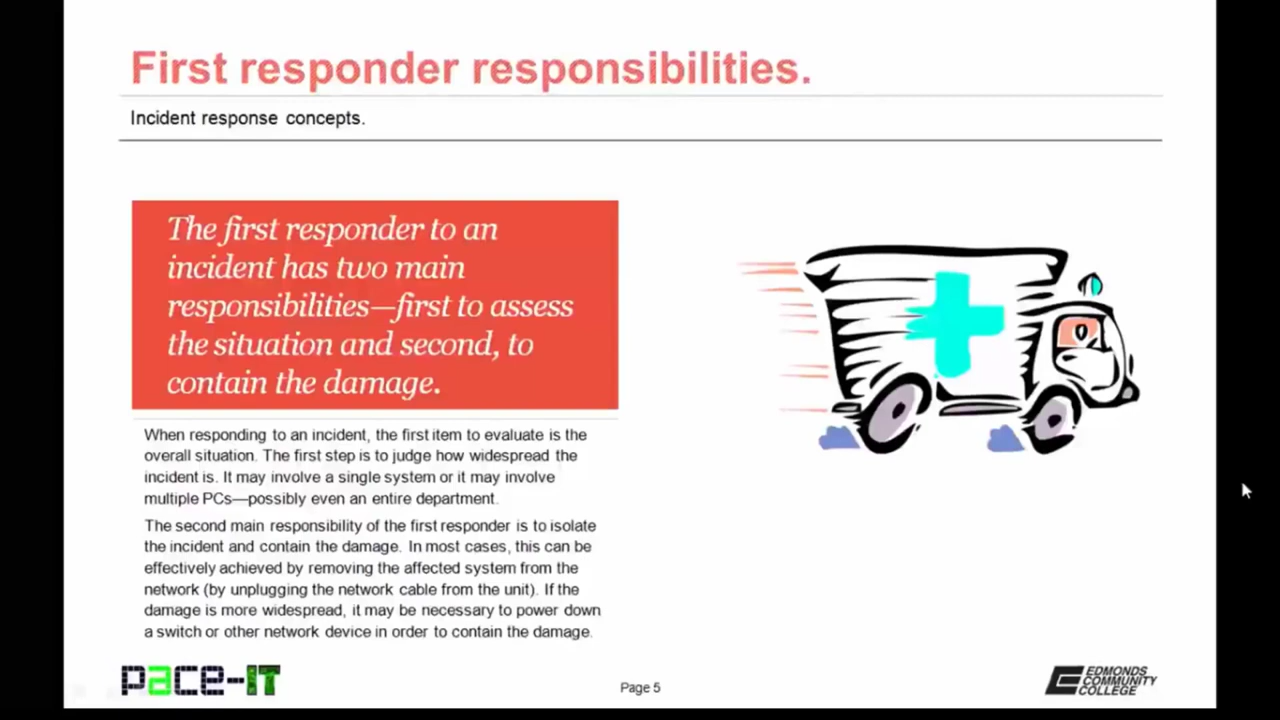 First responder responsibilities.
Incident response concepts.
The first responder to an
incident has two main
responsibilities—first to assess
the situation and second, to
contain the damage.
When responding to an incident, the first item to evaluate is the
overall situation. The first step is to judge how widespread the
incident is. It may involve a single system or it may involve
multiple PCs—possibly even an entire department.
The second main responsibility of the first responder is to isolate
the incident and contain the damage. In most cases, this can be
effectively achieved by removing the affected system from the
network (by unplugging the network cable from the unit). If the
damage is more widespread, it may be necessary to power down
a switch or other network device in order to contain the damage.
pace-IT
Page 5
EDMONDS
COMMUNITY
COLLEGE